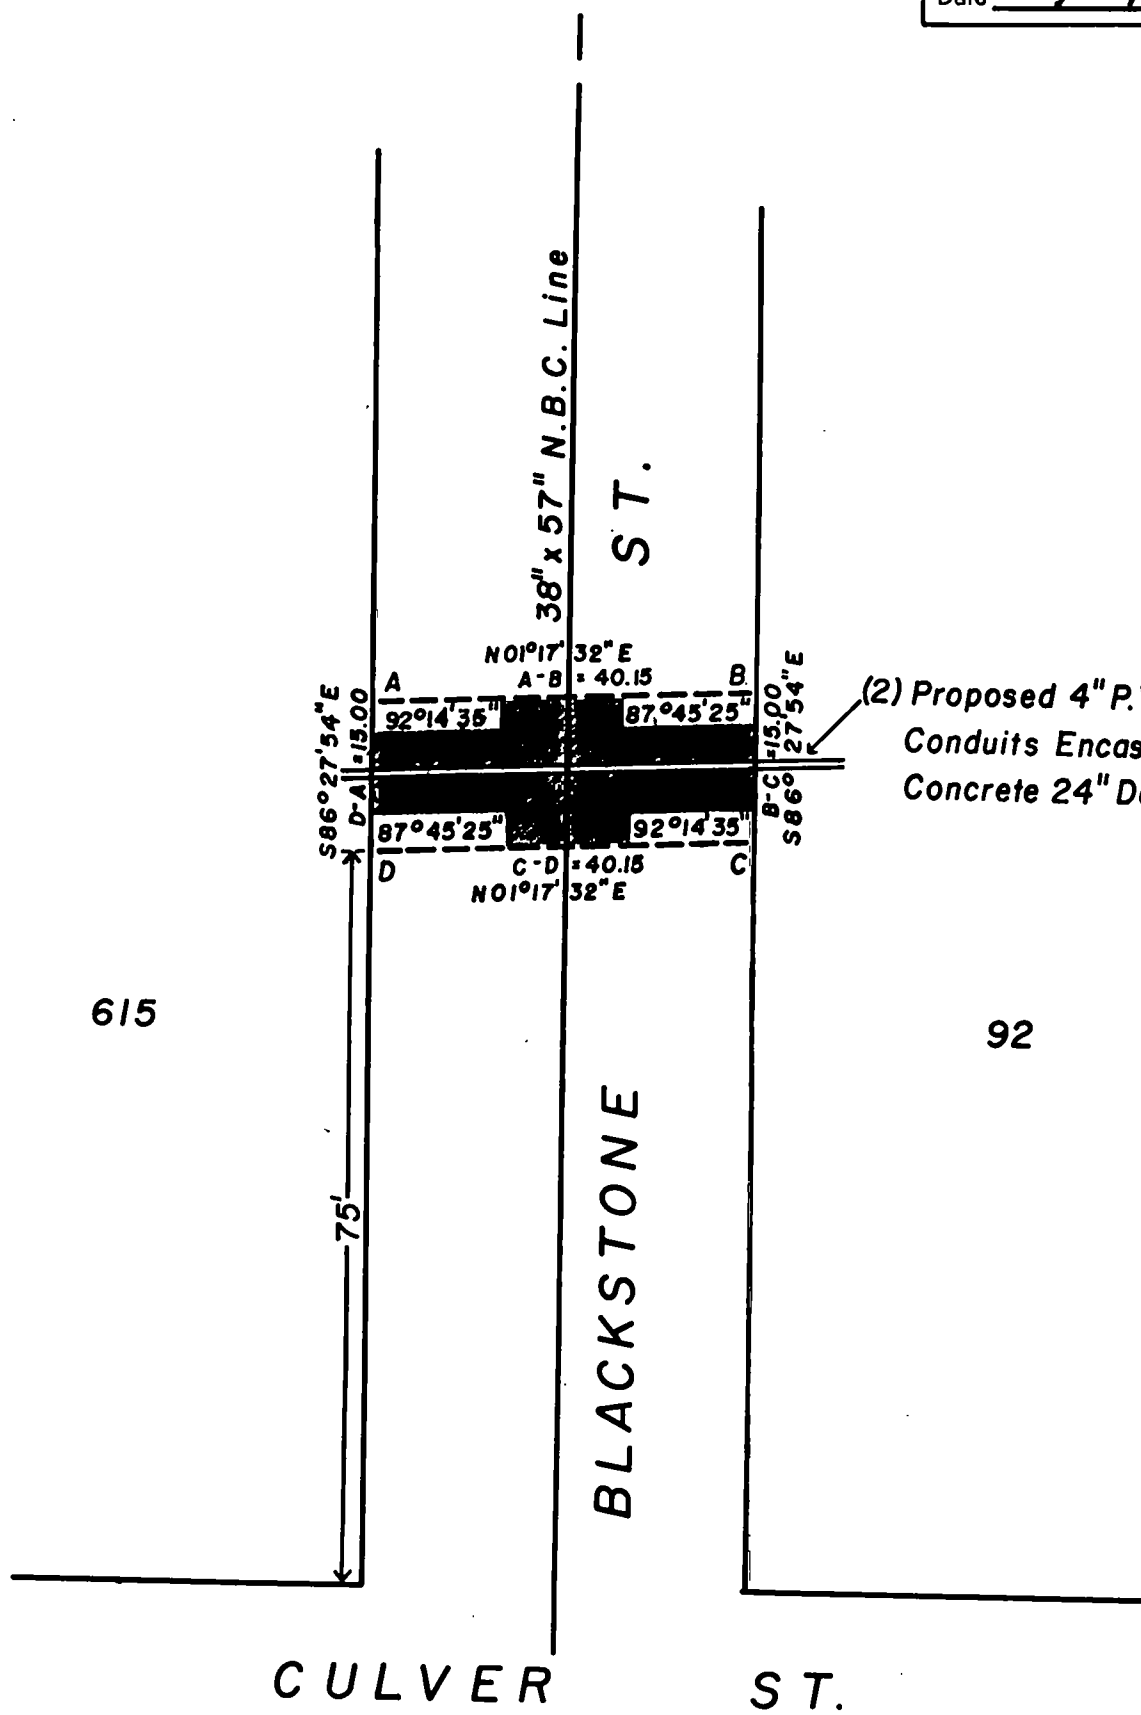 38" x 57" N.B.C. Line
ST.
N01°17'32"E
A-B = 40.15
A
B
92°14'35"
87°45'25"
S86°27'54"E
D-A = 15.00
B-C = 15.00
S86°27'54"E
(2) Proposed 4"
Conduits
Concrete 24"
87°45'25"
92°14'35"
D
C-D = 40.15
C
N01°17'32"E
615
92
75'
BLACKSTONE
CULVER ST.